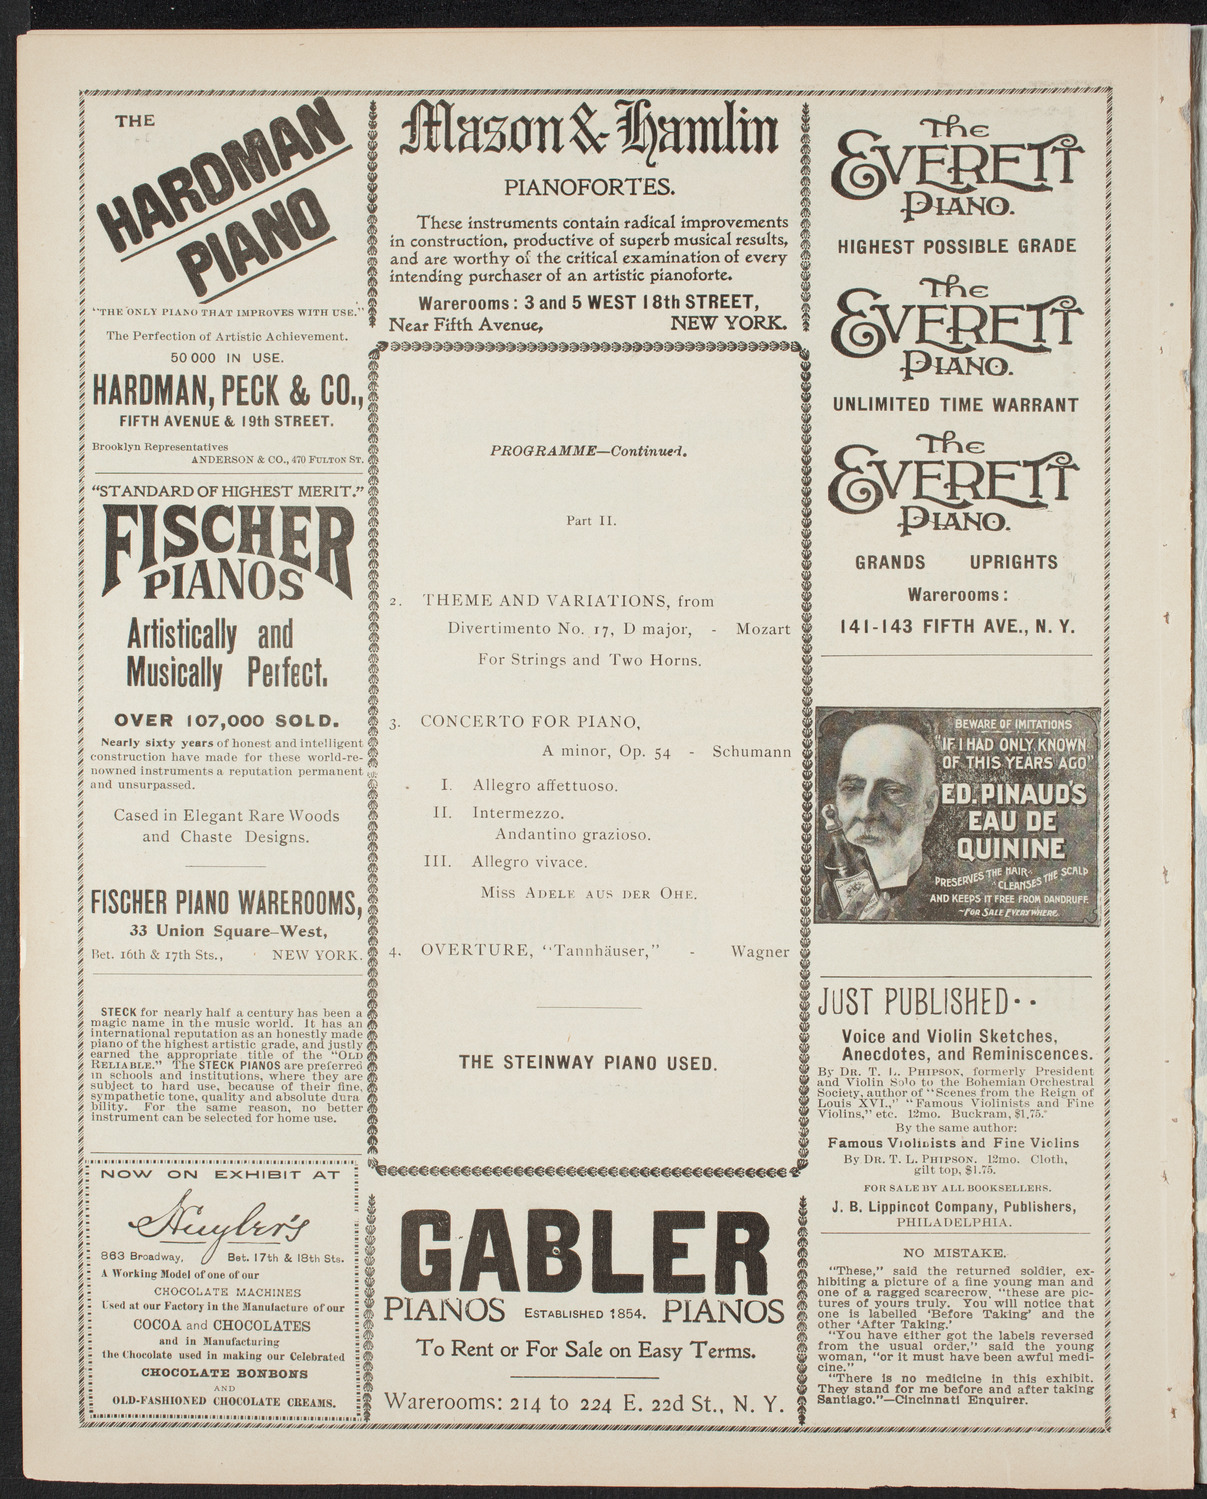 THE
HARDMAN
PIANO
"THE ONLY PIANO THAT IMPROVES WITH USE."
The Perfection of Artistic Achievement.
50 000 IN USE.
HARDMAN, PECK & CO.,
FIFTH AVENUE & 19th STREET.
Brooklyn Representatives
ANDERSON & CO., 470 FULTON ST.
"STANDARD OF HIGHEST MERIT."
FISCHER
PIANOS
Artistically and
Musically Perfect.
OVER 107,000 SOLD.
Nearly sixty years of honest and intelligent
construction have made for these world-re-
nowned instruments a reputation permanent
and unsurpassed.
Cased in Elegant Rare Woods
and Chaste Designs.
FISCHER PIANO WAREROOMS,
33 Union Square–West,
Bet. 16th & 17th Sts., NEW YORK.
STECK for nearly half a century has been a
magic name in the music world. It has an
international reputation as an honestly made
piano of the highest artistic grade, and justly
earned the appropriate title of the "OLD
RELIABLE." The STECK PIANOS are preferred
in schools and institutions, where they are
subject to hard use, because of their fine,
sympathetic tone, quality and absolute dura
bility. For the same reason, no better
instrument can be selected for home use.
NOW ON EXHIBIT AT
Huyler's
863 Broadway, Bet. 17th & 18th Sts.
A Working Model of one of our
CHOCOLATE MACHINES
Used at our Factory in the Manufacture of our
COCOA and CHOCOLATES
and in Manufacturing
the Chocolate used in making our Celebrated
CHOCOLATE BONBONS
AND
OLD-FASHIONED CHOCOLATE CREAMS.
Mason & Hamlin
PIANOFORTES.
These instruments contain radical improvements
in construction, productive of superb musical results,
and are worthy of the critical examination of every
intending purchaser of an artistic pianoforte.
Warerooms: 3 and 5 WEST 18th STREET,
Near Fifth Avenue, NEW YORK.
PROGRAMME—Continued.
Part II.
2. THEME AND VARIATIONS, from
Divertimento No. 17, D major, - Mozart
For Strings and Two Horns.
3. CONCERTO FOR PIANO,
A minor, Op. 54 - Schumann
I. Allegro affettuoso.
II. Intermezzo.
Andantino grazioso.
III. Allegro vivace.
Miss ADELE AUS DER OHE.
4. OVERTURE, "Tannhäuser," - Wagner
THE STEINWAY PIANO USED.
GABLER
PIANOS ESTABLISHED 1854. PIANOS
To Rent or For Sale on Easy Terms.
Warerooms: 214 to 224 E. 22d St., N. Y.
The
EVERETT
PIANO.
HIGHEST POSSIBLE GRADE
The
EVERETT
PIANO.
UNLIMITED TIME WARRANT
The
EVERETT
PIANO.
GRANDS UPRIGHTS
Warerooms:
141-143 FIFTH AVE., N. Y.
BEWARE OF IMITATIONS
"IF I HAD ONLY KNOWN
OF THIS YEARS AGO"
ED. PINAUD'S
EAU DE
QUININE
PRESERVES THE HAIR-
CLEANSES THE SCALP
AND KEEPS IT FREE FROM DANDRUFF
~FOR SALE EVERYWHERE.
JUST PUBLISHED··
Voice and Violin Sketches,
Anecdotes, and Reminiscences.
By DR. T. L. PHIPSON, formerly President
and Violin Solo to the Bohemian Orchestral
Society, author of "Scenes from the Reign of
Louis XVI.," "Famous Violinists and Fine
Violins," etc. 12mo. Buckram, $1.75."
By the same author:
Famous Violinists and Fine Violins
By DR. T. L. PHIPSON. 12mo. Cloth,
gilt top, $1.75.
FOR SALE BY ALL BOOKSELLERS.
J. B. Lippincot Company, Publishers,
PHILADELPHIA.
NO MISTAKE.
"These," said the returned soldier, ex-
hibiting a picture of a fine young man and
one of a ragged scarecrow, "these are pic-
tures of yours truly. You will notice that
one is labelled 'Before Taking' and the
other 'After Taking.'
"You have either got the labels reversed
from the usual order," said the young
woman, "or it must have been awful medi-
cine."
"There is no medicine in this exhibit.
They stand for me before and after taking
Santiago."—Cincinnati Enquirer.